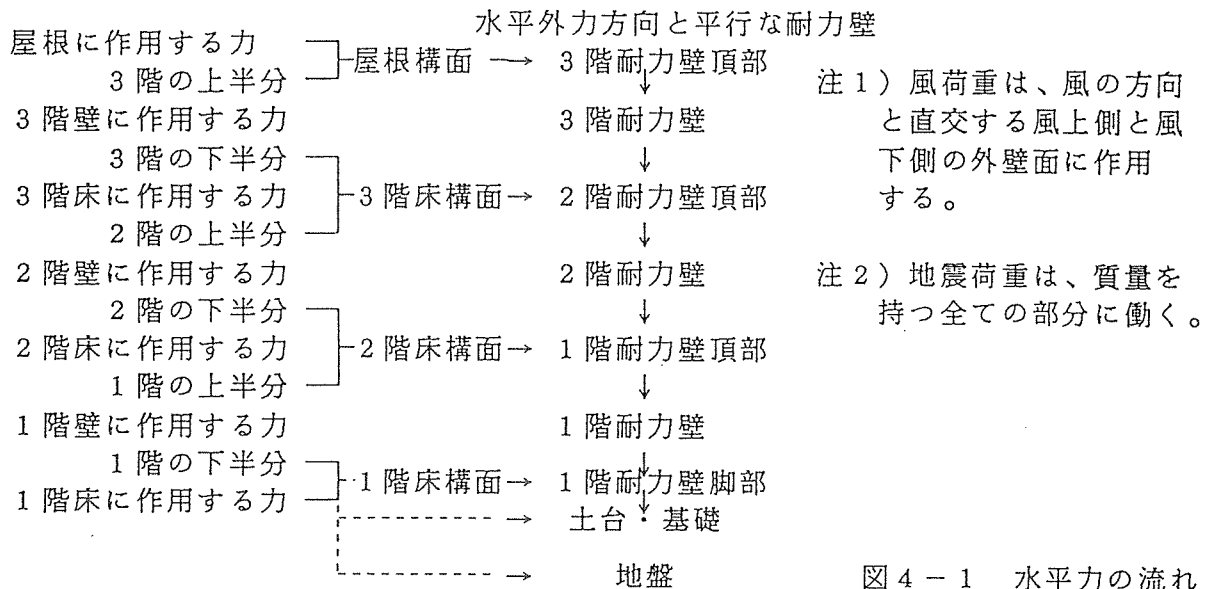 水平外力方向と平行な耐力壁
屋根に作用する力
3階の上半分
屋根構面 → 3階耐力壁頂部
↓
3階壁に作用する力
3階耐力壁
↓
3階の下半分
3階床に作用する力
3階床構面→ 2階耐力壁頂部
2階の上半分
↓
2階壁に作用する力
2階耐力壁
↓
2階の下半分
2階床に作用する力
2階床構面→ 1階耐力壁頂部
1階の上半分
↓
1階壁に作用する力
1階耐力壁
↓
1階の下半分
1階床構面→ 1階耐力壁脚部
1階床に作用する力
↓
→ 土台・基礎
→ 地盤
注1)風荷重は、風の方向
と直交する風上側と風
下側の外壁面に作用
する。
注2)地震荷重は、質量を
持つ全ての部分に働く。
図4-1 水平力の流れ